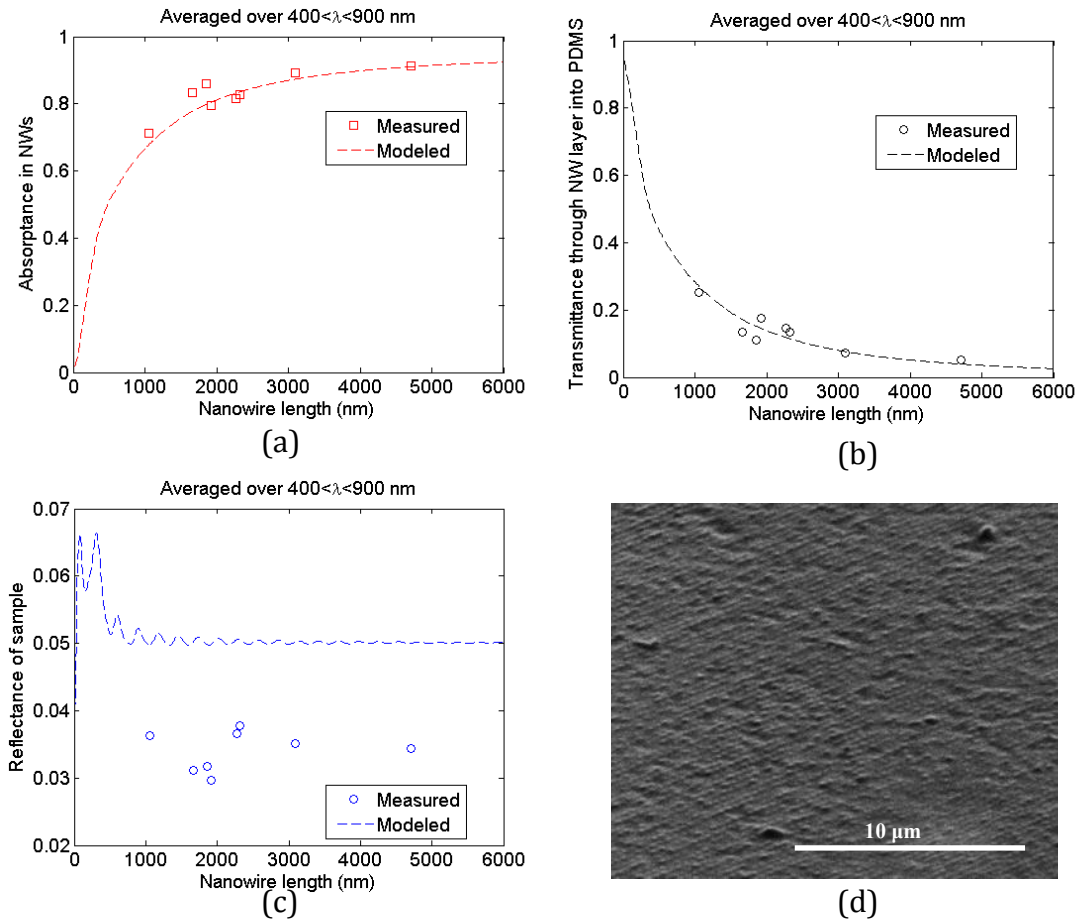 Averaged over 400<λ<900 nm
Absorptance in NWs
1
0.8
0.6
0.4
0.2
0
0 1000 2000 3000 4000 5000 6000
Nanowire length (nm)
Measured
Modeled
(a)
Averaged over 400<λ<900 nm
Transmittance through NW layer into PDMS
1
0.8
0.6
0.4
0.2
0
0 1000 2000 3000 4000 5000 6000
Nanowire length (nm)
Measured
Modeled
(b)
Averaged over 400<λ<900 nm
Reflectance of sample
0.07
0.06
0.05
0.04
0.03
0.02
0 1000 2000 3000 4000 5000 6000
Nanowire length (nm)
Measured
Modeled
(c)
10 µm
(d)